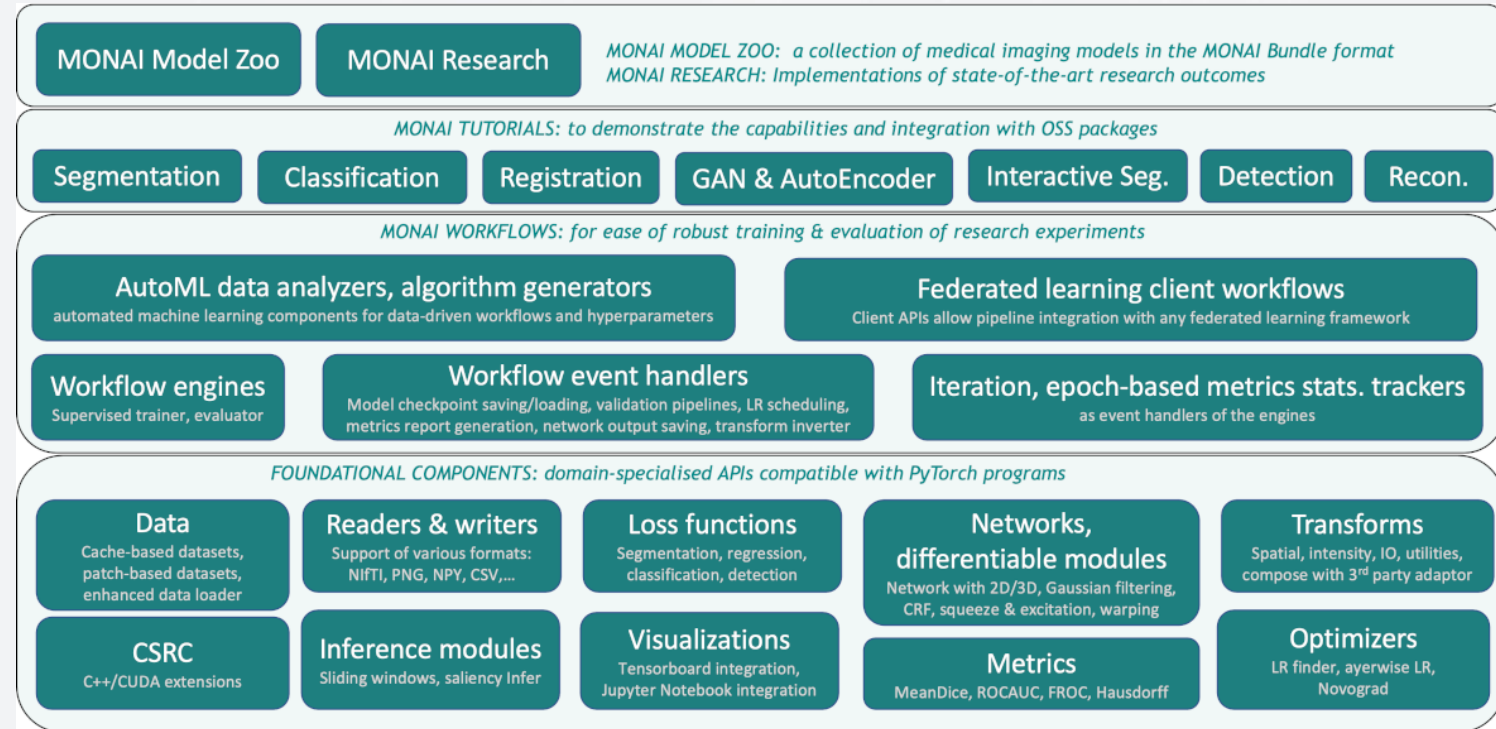 MONAI Model Zoo
MONAI Research
MONAI MODEL ZOO: a collection of medical imaging models in the MONAI Bundle format
MONAI RESEARCH: Implementations of state-of-the-art research outcomes
MONAI TUTORIALS: to demonstrate the capabilities and integration with OSS packages
Segmentation
Classification
Registration
GAN & AutoEncoder
Interactive Seg.
Detection
Recon.
MONAI WORKFLOWS: for ease of robust training & evaluation of research experiments
AutoML data analyzers, algorithm generators
automated machine learning components for data-driven workflows and hyperparameters
Federated learning client workflows
Client APIs allow pipeline integration with any federated learning framework
Workflow engines
Supervised trainer, evaluator
Workflow event handlers
Model checkpoint saving/loading, validation pipelines, LR scheduling,
metrics report generation, network output saving, transform inverter
Iteration, epoch-based metrics stats. trackers
as event handlers of the engines
FOUNDATIONAL COMPONENTS: domain-specialised APIs compatible with PyTorch programs
Data
Cache-based datasets,
patch-based datasets,
enhanced data loader
Readers & writers
Support of various formats:
NIfTI, PNG, NPY, CSV,...
Loss functions
Segmentation, regression,
classification, detection
Networks,
differentiable modules
Network with 2D/3D, Gaussian filtering,
CRF, squeeze & excitation, warping
Transforms
Spatial, intensity, IO, utilities,
compose with 3rd party adaptor
CSRC
C++/CUDA extensions
Inference modules
Sliding windows, saliency Infer
Visualizations
Tensorboard integration,
Jupyter Notebook integration
Metrics
MeanDice, ROCAUC, FROC, Hausdorff
Optimizers
LR finder, ayerwise LR,
Novograd